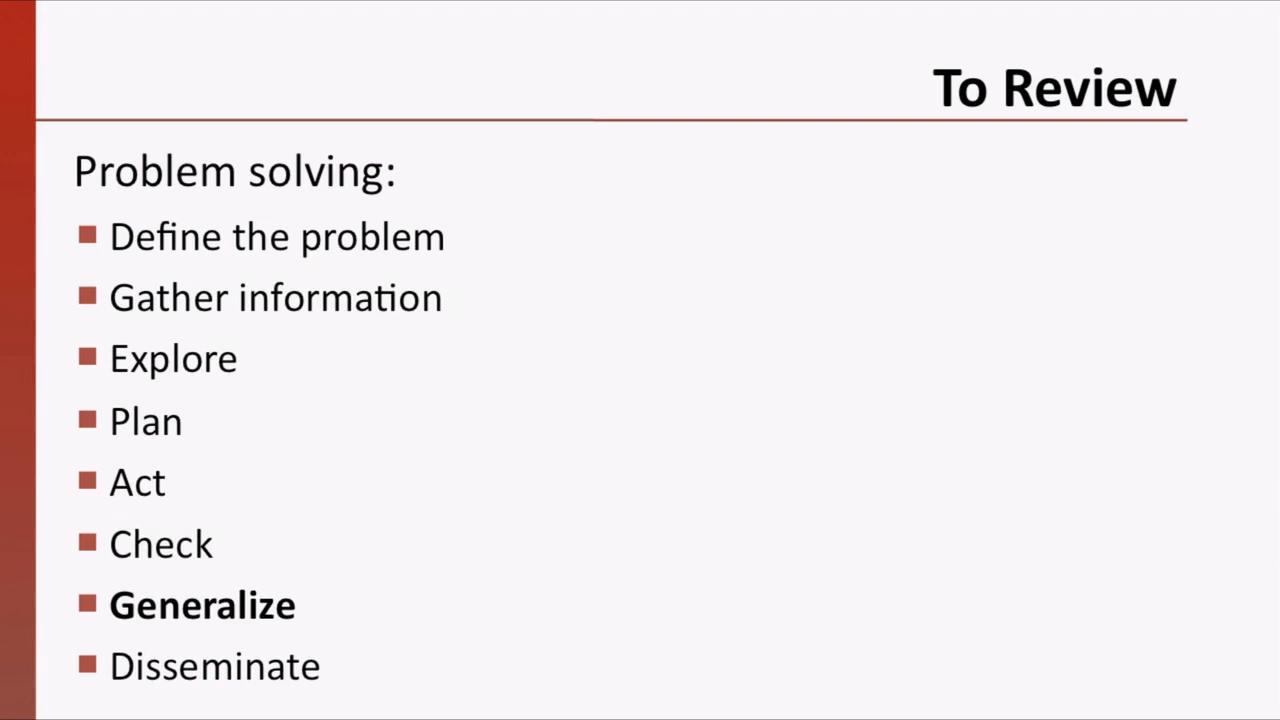 To Review
Problem solving:
Define the problem
Gather information
Explore
Plan
Act
Check
Generalize
Disseminate